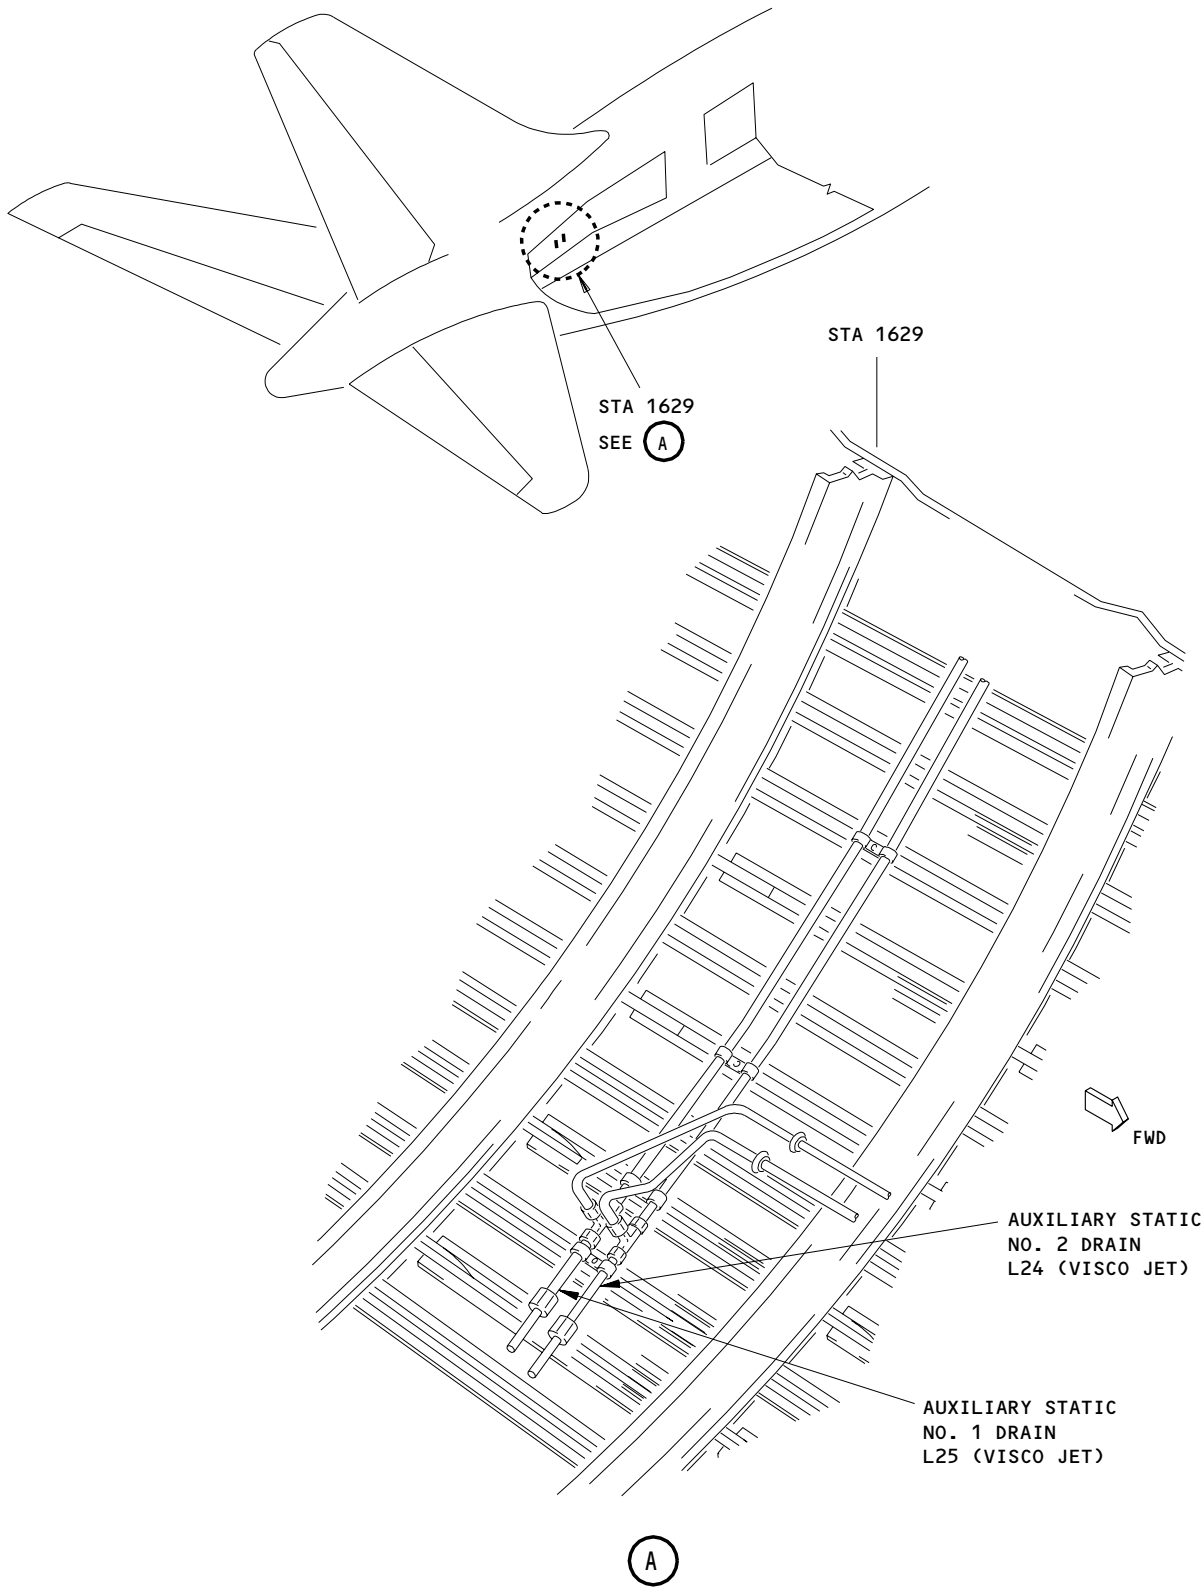 STA 1629
STA 1629
SEE A
FWD
AUXILIARY STATIC
NO. 2 DRAIN
L24 (VISCO JET)
AUXILIARY STATIC
NO. 1 DRAIN
L25 (VISCO JET)
A